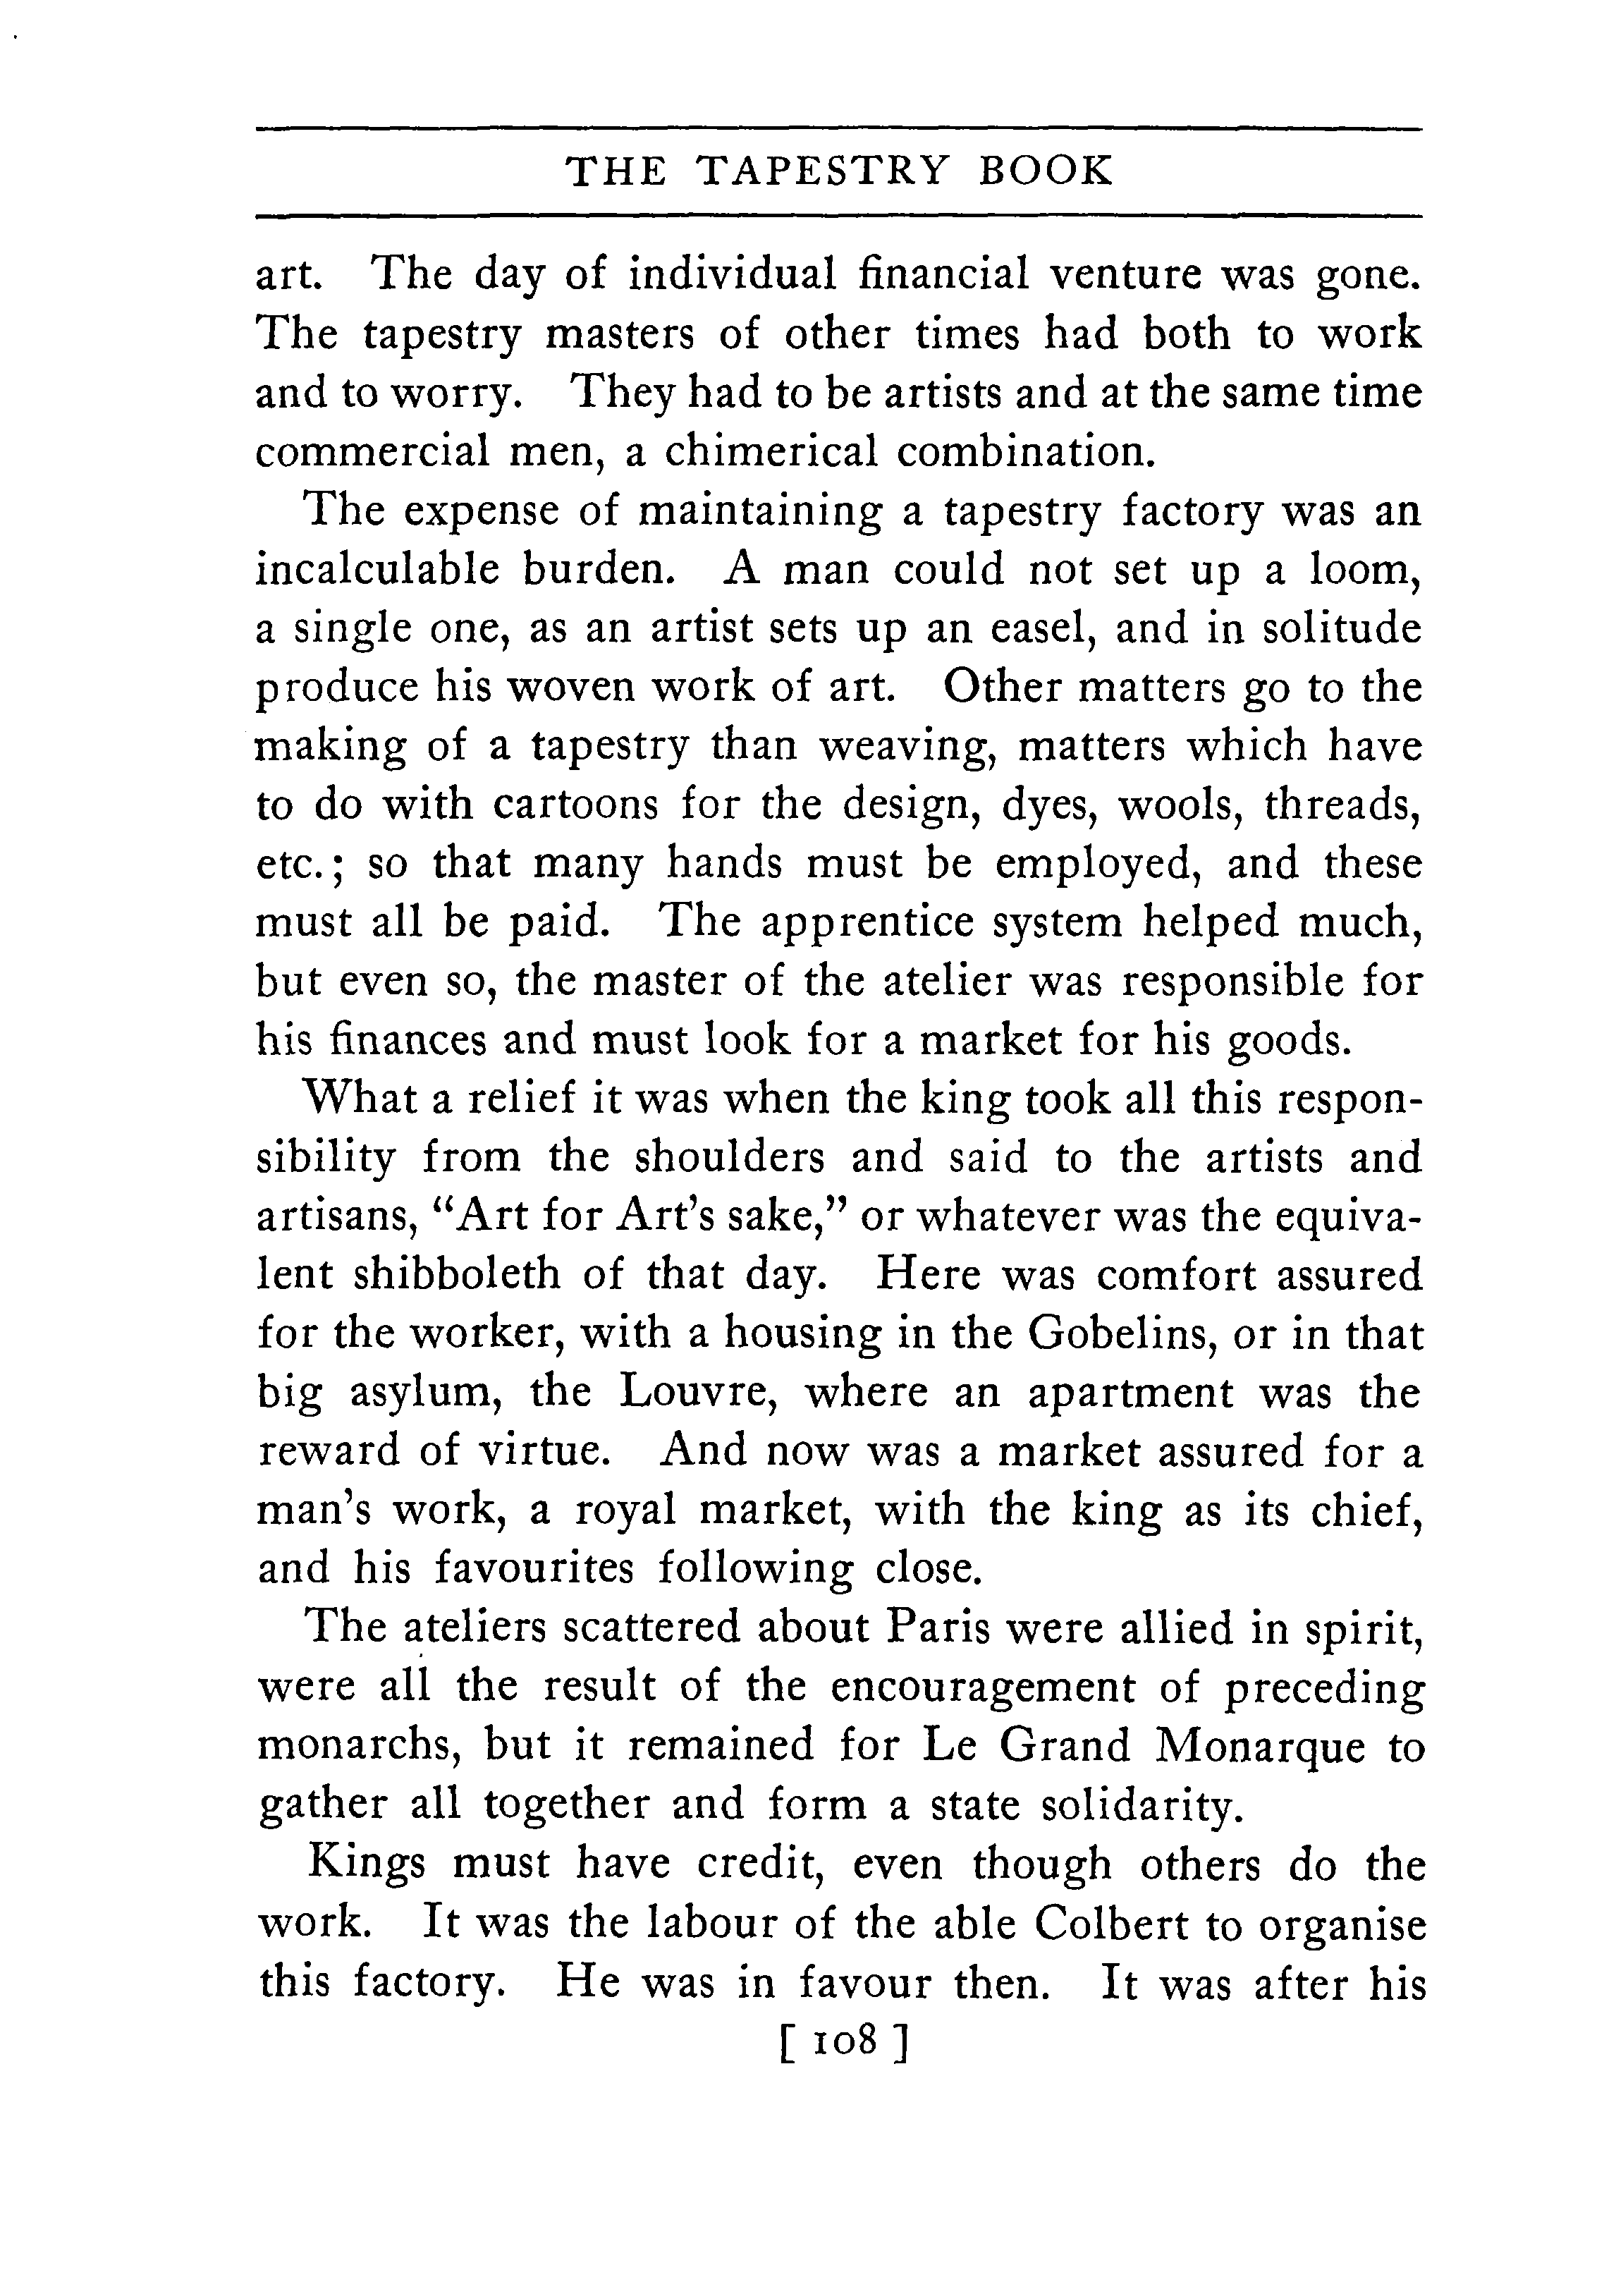 THE TAPESTRY BOOK
art. The day of individual financial venture was gone.
The tapestry masters of other times had both to work
and to worry. They had to be artists and at the same time
commercial men, a chimerical combination.
The expense of maintaining a tapestry factory was an
incalculable burden. A man could not set up a loom,
a single one, as an artist sets up an easel, and in solitude
produce his woven work of art. Other matters go to the
making of a tapestry than weaving, matters which have
to do with cartoons for the design, dyes, wools, threads,
etc.; so that many hands must be employed, and these
must all be paid. The apprentice system helped much,
but even so, the master of the atelier was responsible for
his finances and must look for a market for his goods.
What a relief it was when the king took all this respon-
sibility from the shoulders and said to the artists and
artisans, “Art for Art’s sake,” or whatever was the equiva-
lent shibboleth of that day. Here was comfort assured
for the worker, with a housing in the Gobelins, or in that
big asylum, the Louvre, where an apartment was the
reward of virtue. And now was a market assured for a
man’s work, a royal market, with the king as its chief,
and his favourites following close.
The ateliers scattered about Paris were allied in spirit,
were all the result of the encouragement of preceding
monarchs, but it remained for Le Grand Monarque to
gather all together and form a state solidarity.
Kings must have credit, even though others do the
work. It was the labour of the able Colbert to organise
this factory. He was in favour then. It was after his
[ 108 ]